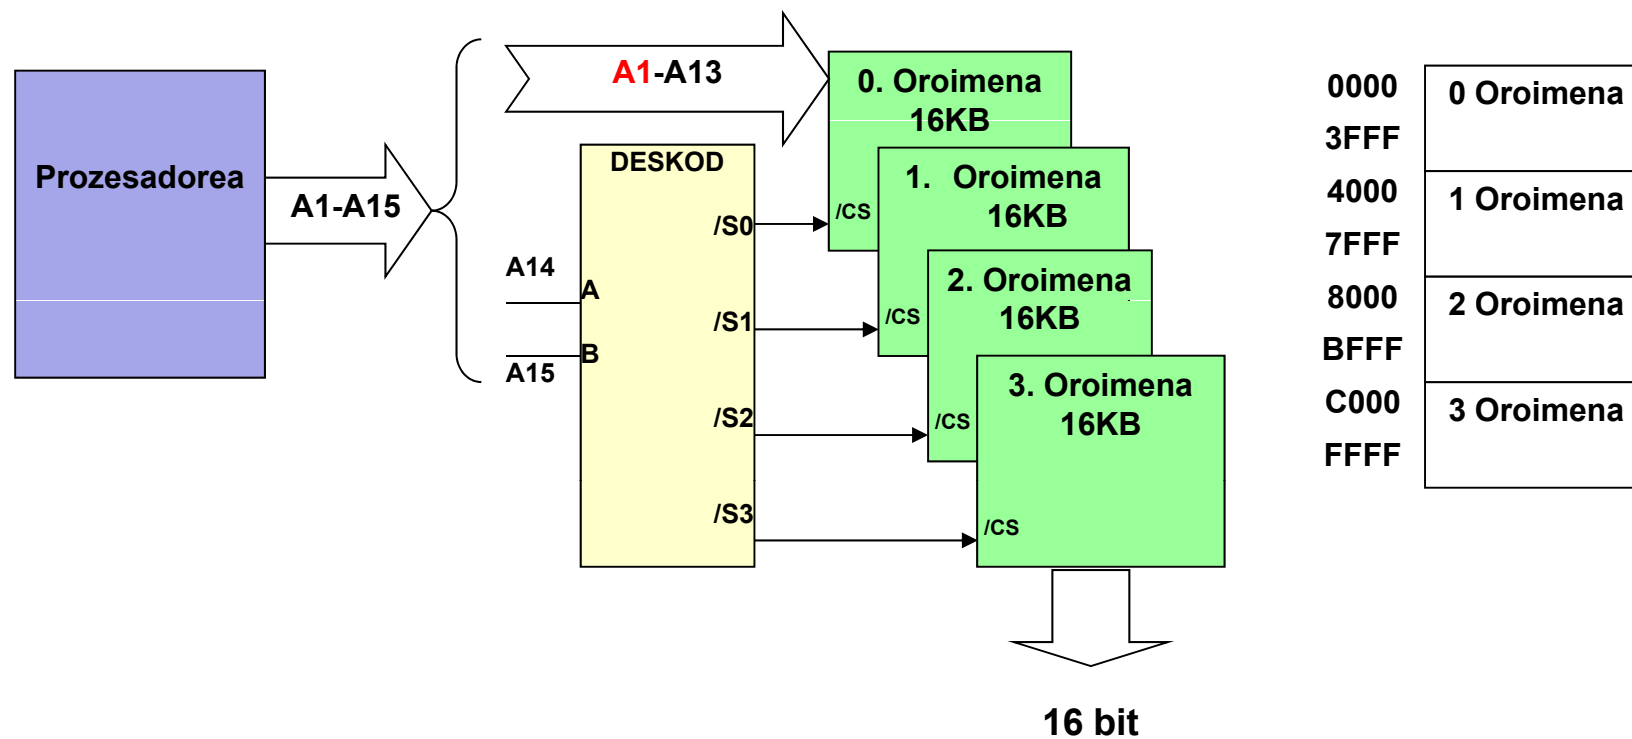 Prozesadorea
A1-A15
A1-A13
DESKOD
A14
A
B
A15
/S0
/S1
/S2
/S3
0. Oroimena
16KB
/CS
1. Oroimena
16KB
/CS
2. Oroimena
16KB
/CS
3. Oroimena
16KB
/CS
16 bit
0000
0 Oroimena
3FFF
4000
1 Oroimena
7FFF
8000
2 Oroimena
BFFF
C000
3 Oroimena
FFFF